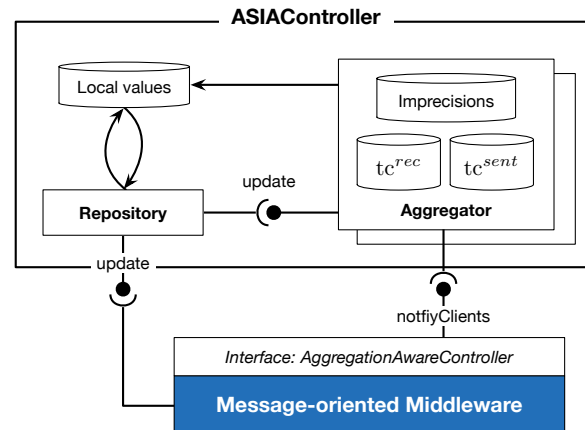 ASIAController
Local values
Imprecisions
tc^rec
tc^sent
update
Repository
Aggregator
update
notfiyClients
Interface: AggregationAwareController
Message-oriented Middleware